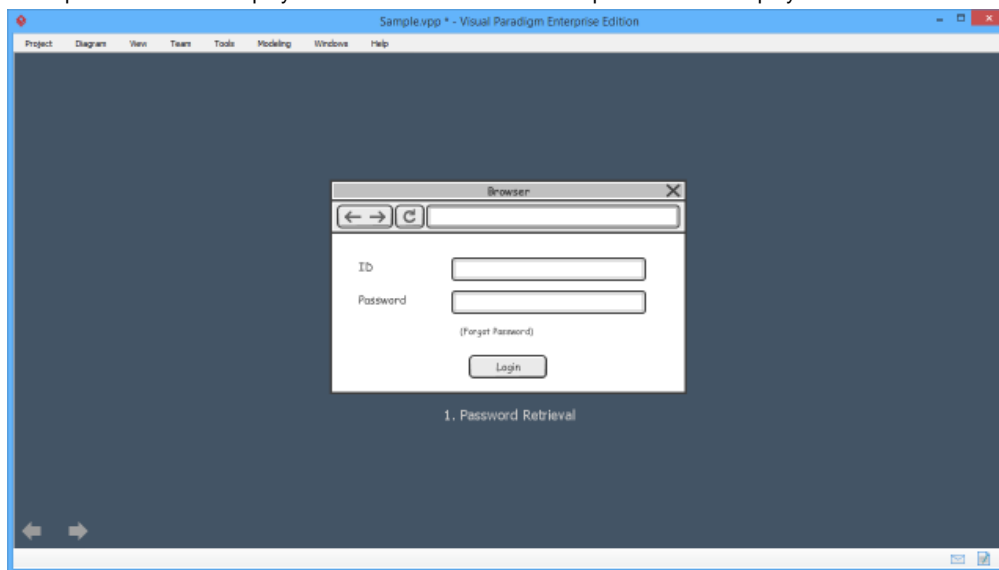 Sample.vpp * - Visual Paradigm Enterprise Edition
Project Diagram View Team Tools Modeling Windows Help
Browser
ID
Password
(Forgot Password)
Login
1. Password Retrieval